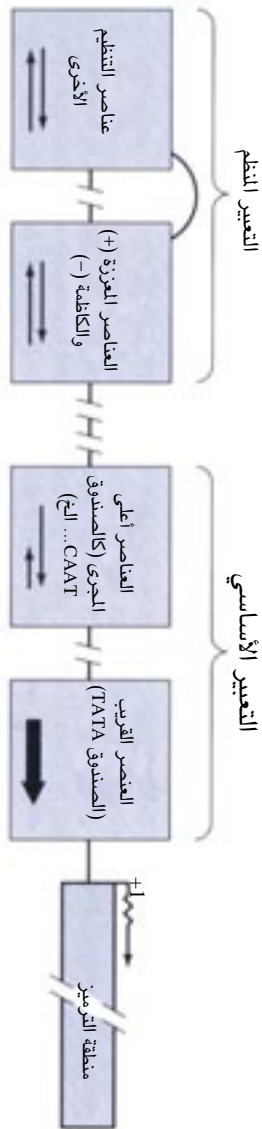 التعبير المنظم
عناصر التنظيم
الأخرى
العناصر المعززة (+)
والكاظمة (−)
التعبير الأساسي
العناصر أعلى
المجرى (كالصندوق
CAAT... الخ)
العنصر القريب
(الصندوق TATA)
+1
منطقة الترميز